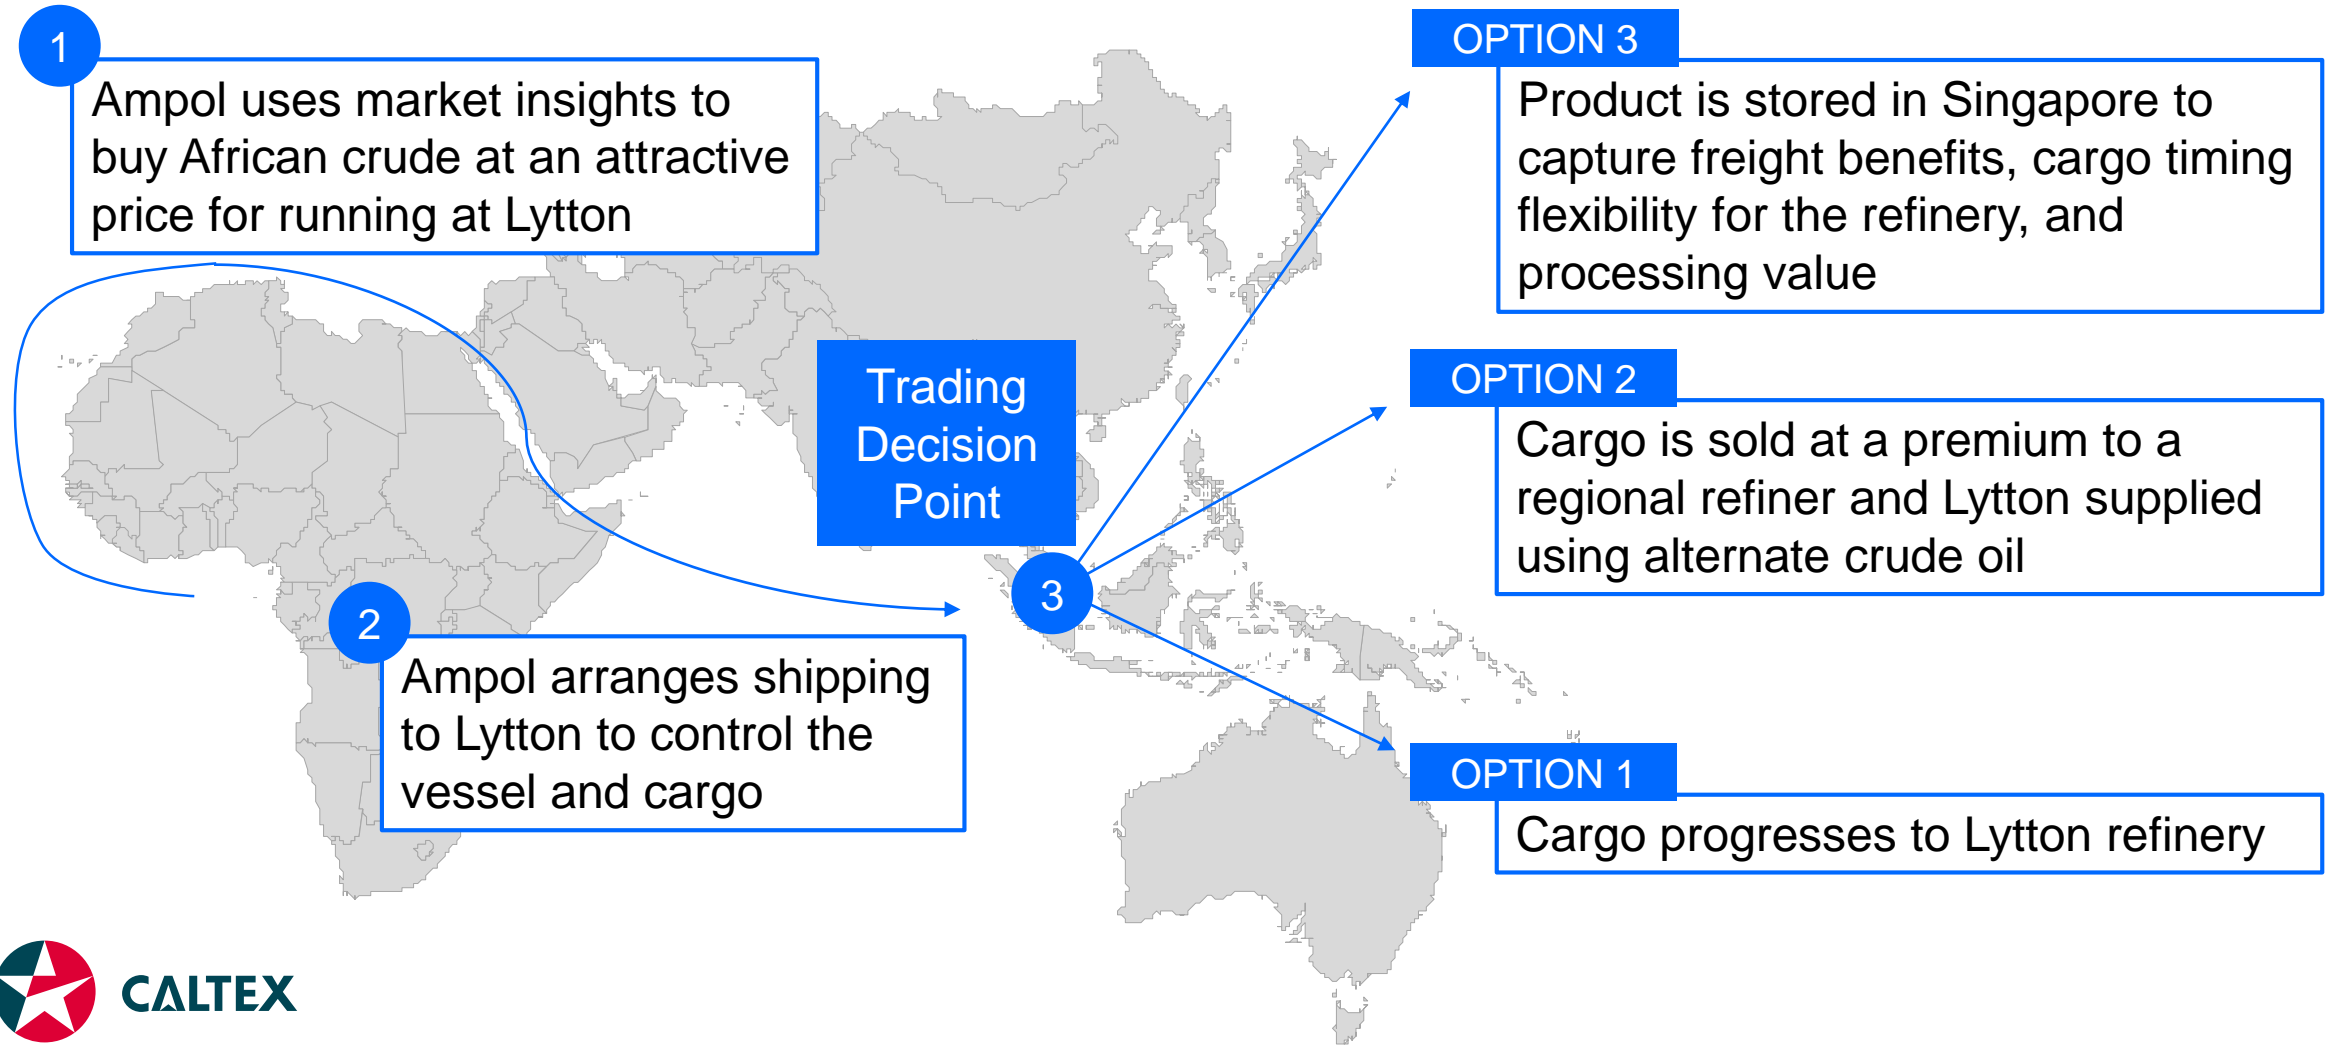 1
Ampol uses market insights to
buy African crude at an attractive
price for running at Lytton
2
Ampol arranges shipping
to Lytton to control the
vessel and cargo
Trading
Decision
Point
3
OPTION 3
Product is stored in Singapore to
capture freight benefits, cargo timing
flexibility for the refinery, and
processing value
OPTION 2
Cargo is sold at a premium to a
regional refiner and Lytton supplied
using alternate crude oil
OPTION 1
Cargo progresses to Lytton refinery
CALTEX